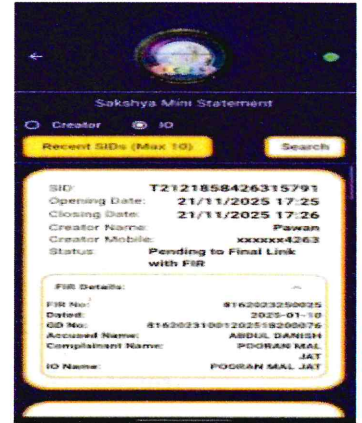 Sakshya Mini Statement
Creator IO
Recent SIDs (Max 10) Search
SID: T2121858426315791
Opening Date: 21/11/2025 17:25
Closing Date: 21/11/2025 17:26
Creator Name: Pawan
Creator Mobile: xxxxxx4263
Status: Pending to Final Link
with FIR
FIR Details:
FIR No: 8162023250025
Dated: 2025-01-10
GD No:
Accused Name: ABDUL DANISH
Complainant Name: POORAN MAL
JAT
IO Name: POORAN MAL JAT